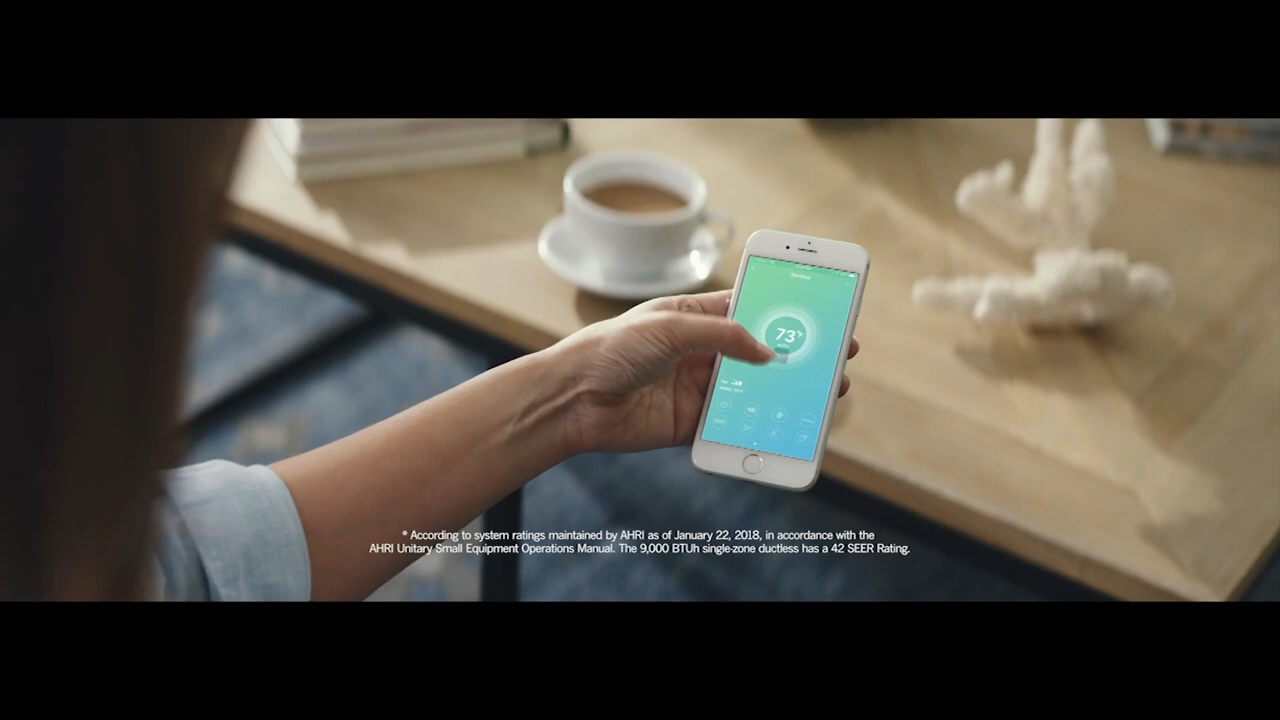 73°F
* According to system ratings maintained by AHRI as of January 22, 2018, in accordance with the
AHRI Unitary Small Equipment Operations Manual. The 9,000 BTUh single-zone ductless has a 42 SEER Rating.